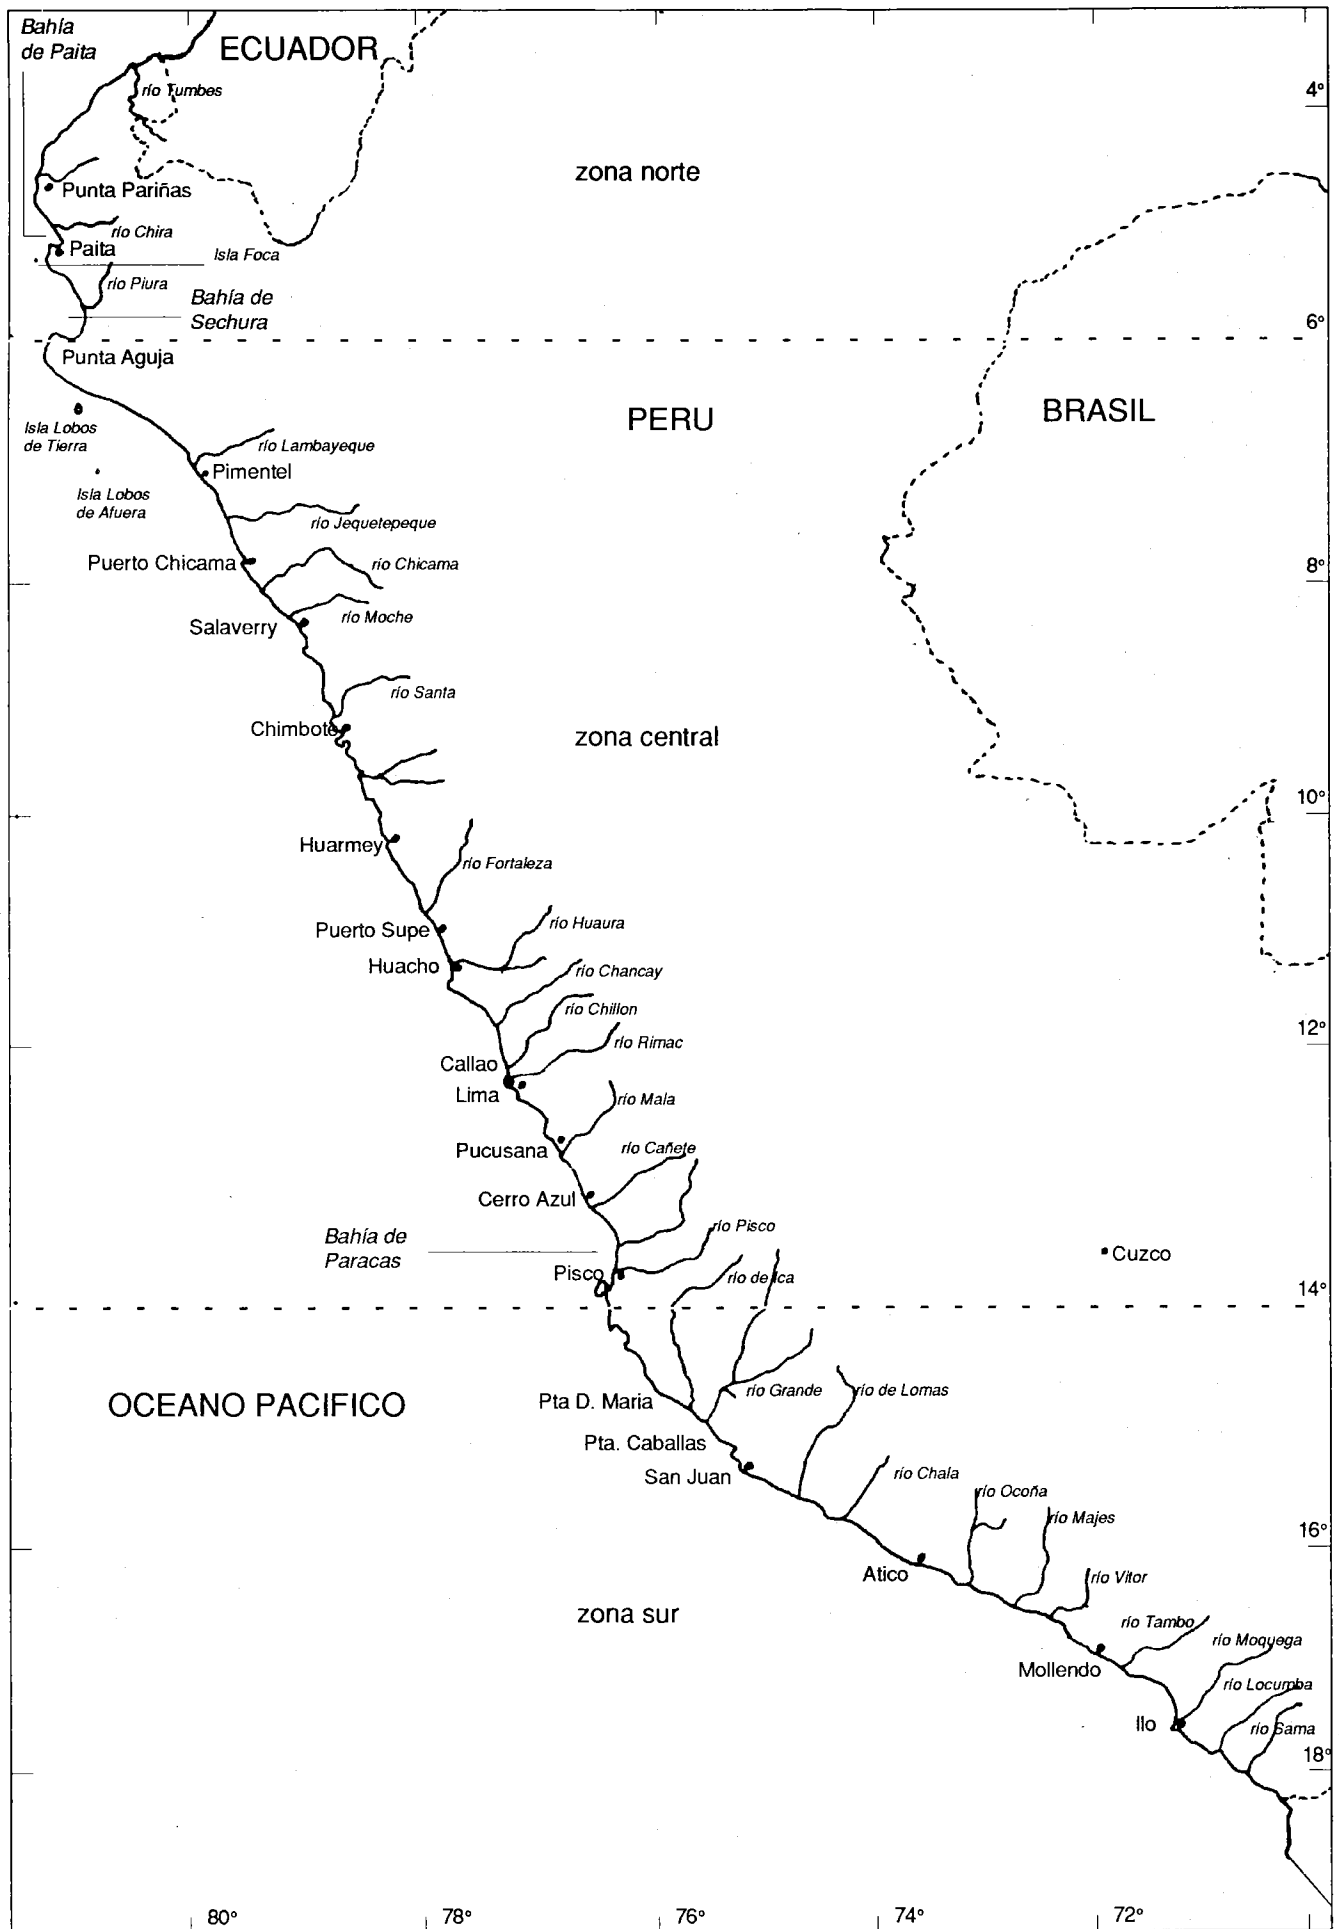 Bahía
de Paita
ECUADOR
río Tumbes
4°
zona norte
Punta Pariñas
río Chira
Paita
Isla Foca
río Piura
Bahía de
Sechura
6°
Punta Aguja
PERU
BRASIL
Isla Lobos
de Tierra
río Lambayeque
Pimentel
Isla Lobos
de Afuera
río Jequetepeque
Puerto Chicama
río Chicama
8°
río Moche
Salaverry
río Santa
Chimbote
zona central
10°
Huarmey
río Fortaleza
Puerto Supe
río Huaura
Huacho
río Chancay
río Chillon
12°
río Rimac
Callao
Lima
río Mala
Pucusana
río Cañete
Cerro Azul
río Pisco
Bahía de
Paracas
Cuzco
Pisco
río de Ica
14°
OCEANO PACIFICO
río Grande
río de Lomas
Pta D. Maria
Pta. Caballas
San Juan
río Chala
río Ocoña
río Majes
16°
Atico
río Vitor
zona sur
río Tambo
río Moquega
Mollendo
río Locumba
Ilo
río Sama
18°
80°
78°
76°
74°
72°